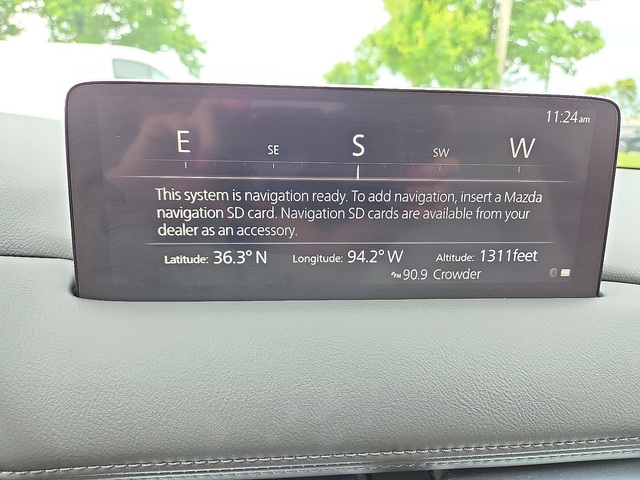 11:24am
E SE S SW W
This system is navigation ready. To add navigation, insert a Mazda
navigation SD card. Navigation SD cards are available from your
dealer as an accessory.
Latitude: 36.3° N Longitude: 94.2° W Altitude: 1311feet
FM 90.9 Crowder